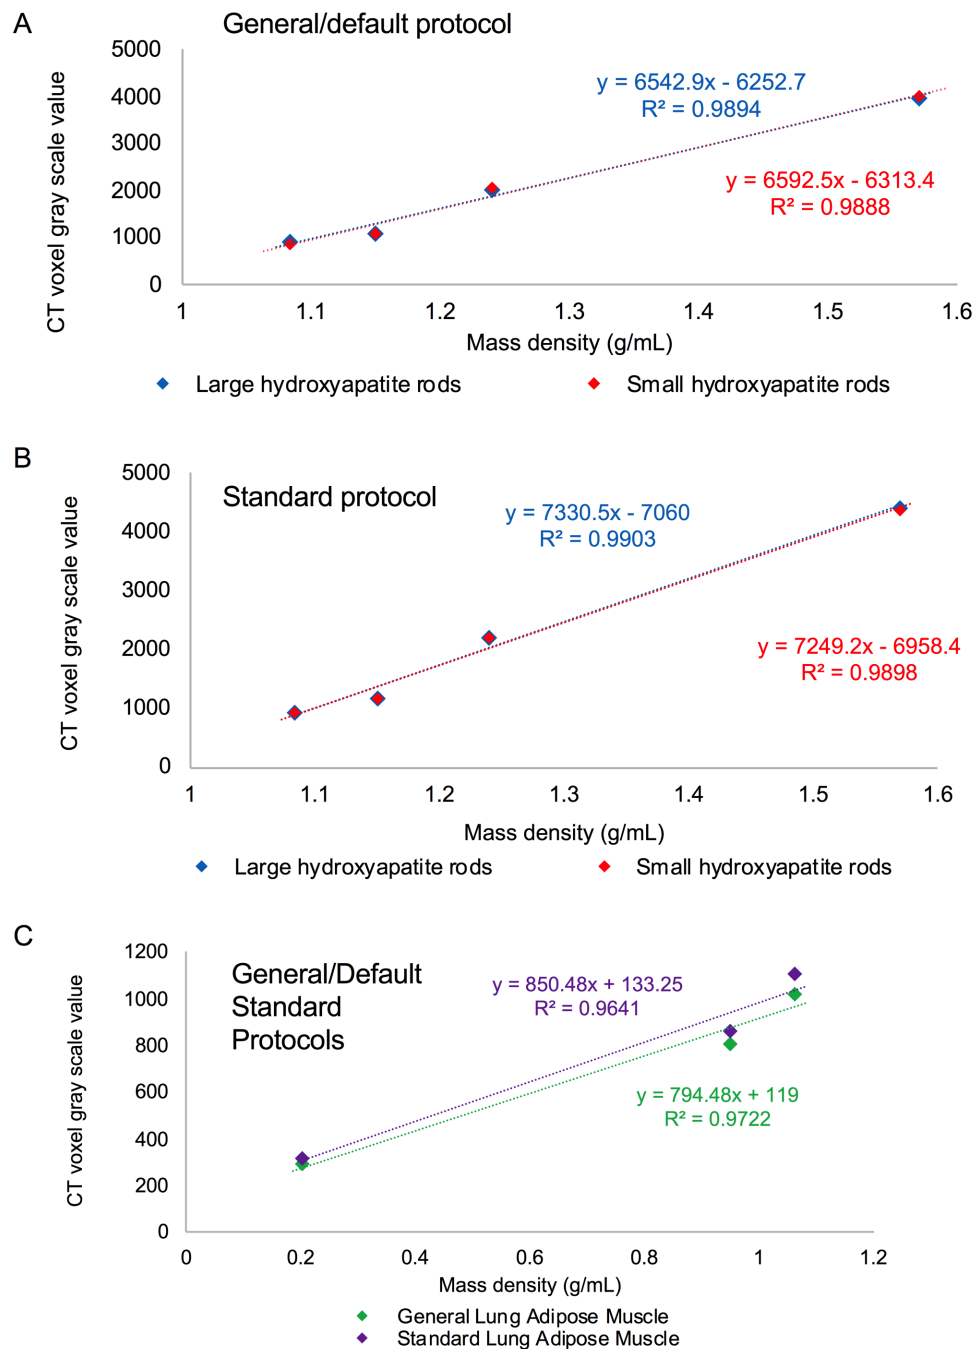 A
General/default protocol
5000
4000
3000
2000
1000
0
CT voxel gray scale value
y = 6542.9x - 6252.7
R² = 0.9894
y = 6592.5x - 6313.4
R² = 0.9888
1 1.1 1.2 1.3 1.4 1.5 1.6
Mass density (g/mL)
Large hydroxyapatite rods Small hydroxyapatite rods
B
Standard protocol
5000
4000
3000
2000
1000
0
CT voxel gray scale value
y = 7330.5x - 7060
R² = 0.9903
y = 7249.2x - 6958.4
R² = 0.9898
1 1.1 1.2 1.3 1.4 1.5 1.6
Mass density (g/mL)
Large hydroxyapatite rods Small hydroxyapatite rods
C
General/Default
Standard
Protocols
1200
1000
800
600
400
200
0
CT voxel gray scale value
y = 850.48x + 133.25
R² = 0.9641
y = 794.48x + 119
R² = 0.9722
0 0.2 0.4 0.6 0.8 1 1.2
Mass density (g/mL)
General Lung Adipose Muscle
Standard Lung Adipose Muscle